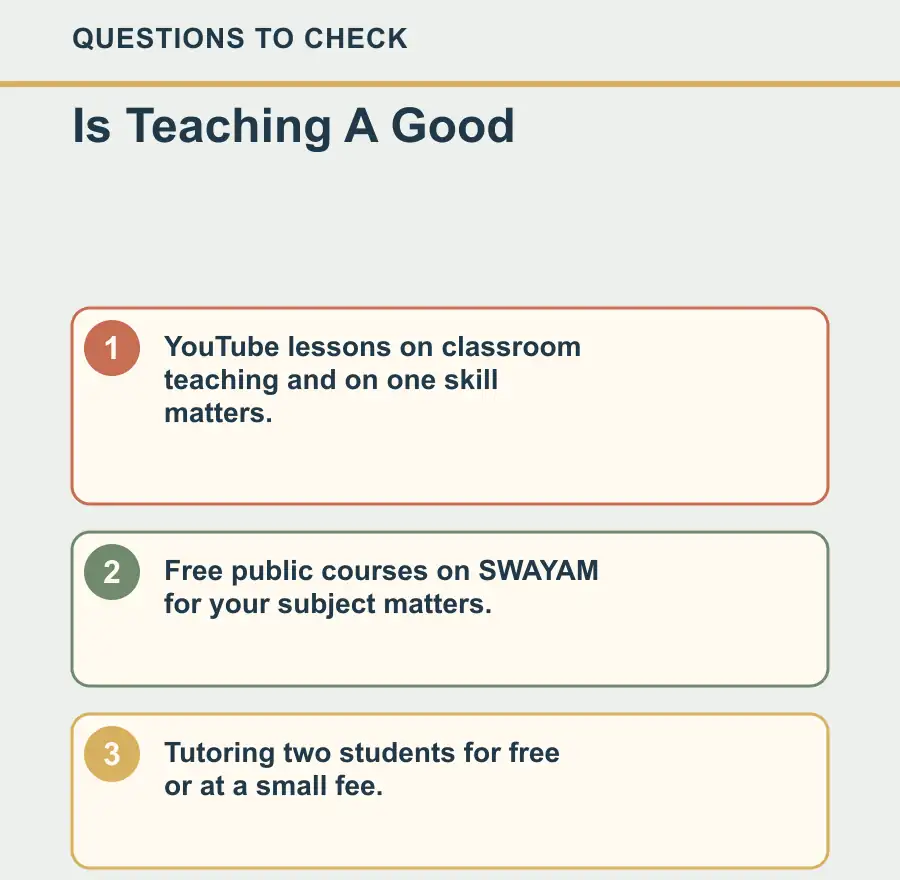 QUESTIONS TO CHECK
Is Teaching A Good
1
YouTube lessons on classroom
teaching and on one skill
matters.
2
Free public courses on SWAYAM
for your subject matters.
3
Tutoring two students for free
or at a small fee.